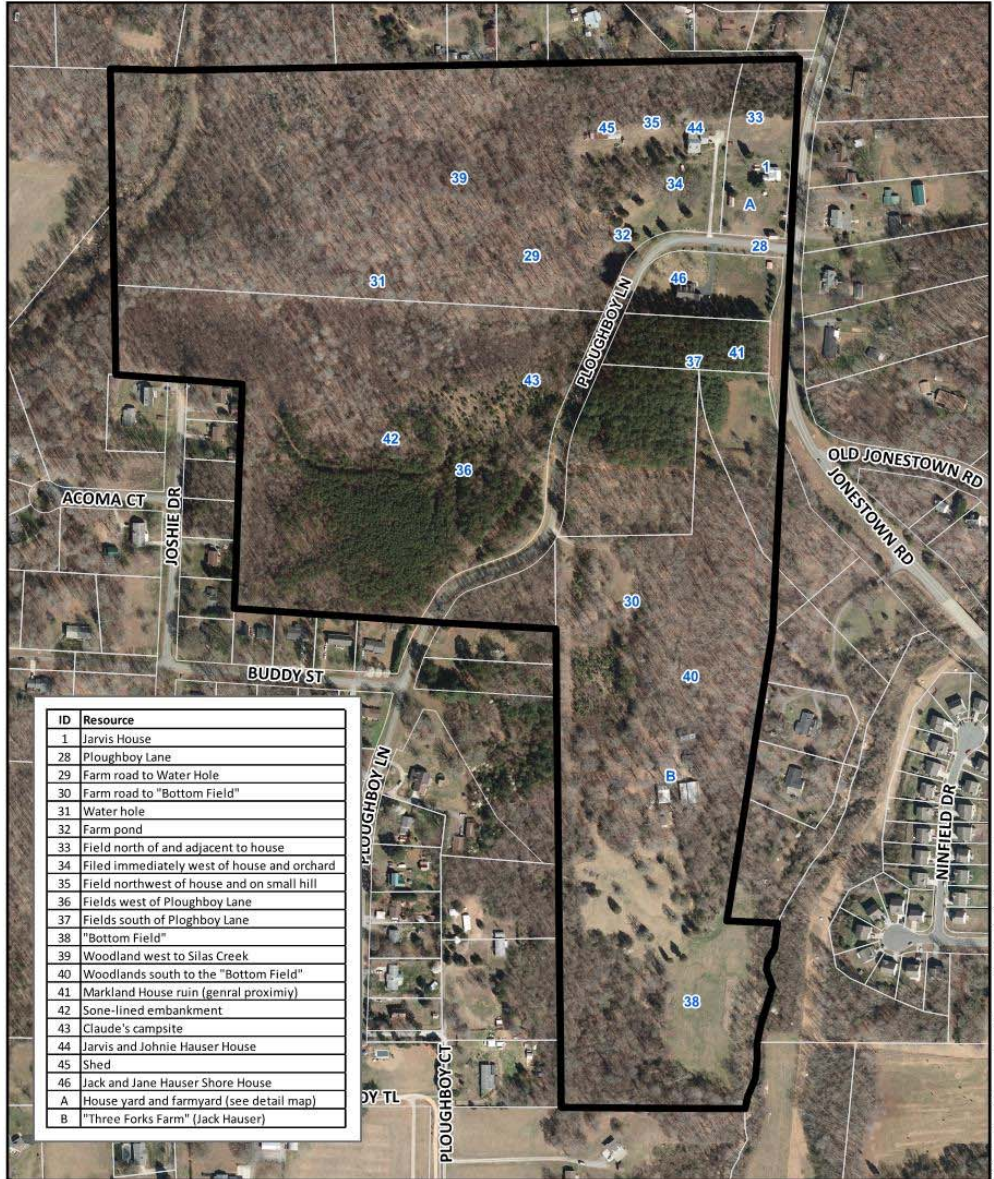 45
35
44
33
1
39
34
A
32
29
28
31
46
PLOUGHBOY LN
37
41
43
42
36
OLD JONESTOWN RD
JONESTOWN RD
ACOMA CT
JOSHIE DR
30
BUDDY ST
40
B
PLOUGHBOY LN
NINFIELD DR
38
PLOUGHBOY CT
OY TL
ID Resource
1 Jarvis House
28 Ploughboy Lane
29 Farm road to Water Hole
30 Farm road to "Bottom Field"
31 Water hole
32 Farm pond
33 Field north of and adjacent to house
34 Filed immediately west of house and orchard
35 Field northwest of house and on small hill
36 Fields west of Ploughboy Lane
37 Fields south of Ploghboy Lane
38 "Bottom Field"
39 Woodland west to Silas Creek
40 Woodlands south to the "Bottom Field"
41 Markland House ruin (genral proximiy)
42 Sone-lined embankment
43 Claude's campsite
44 Jarvis and Johnie Hauser House
45 Shed
46 Jack and Jane Hauser Shore House
A House yard and farmyard (see detail map)
B "Three Forks Farm" (Jack Hauser)